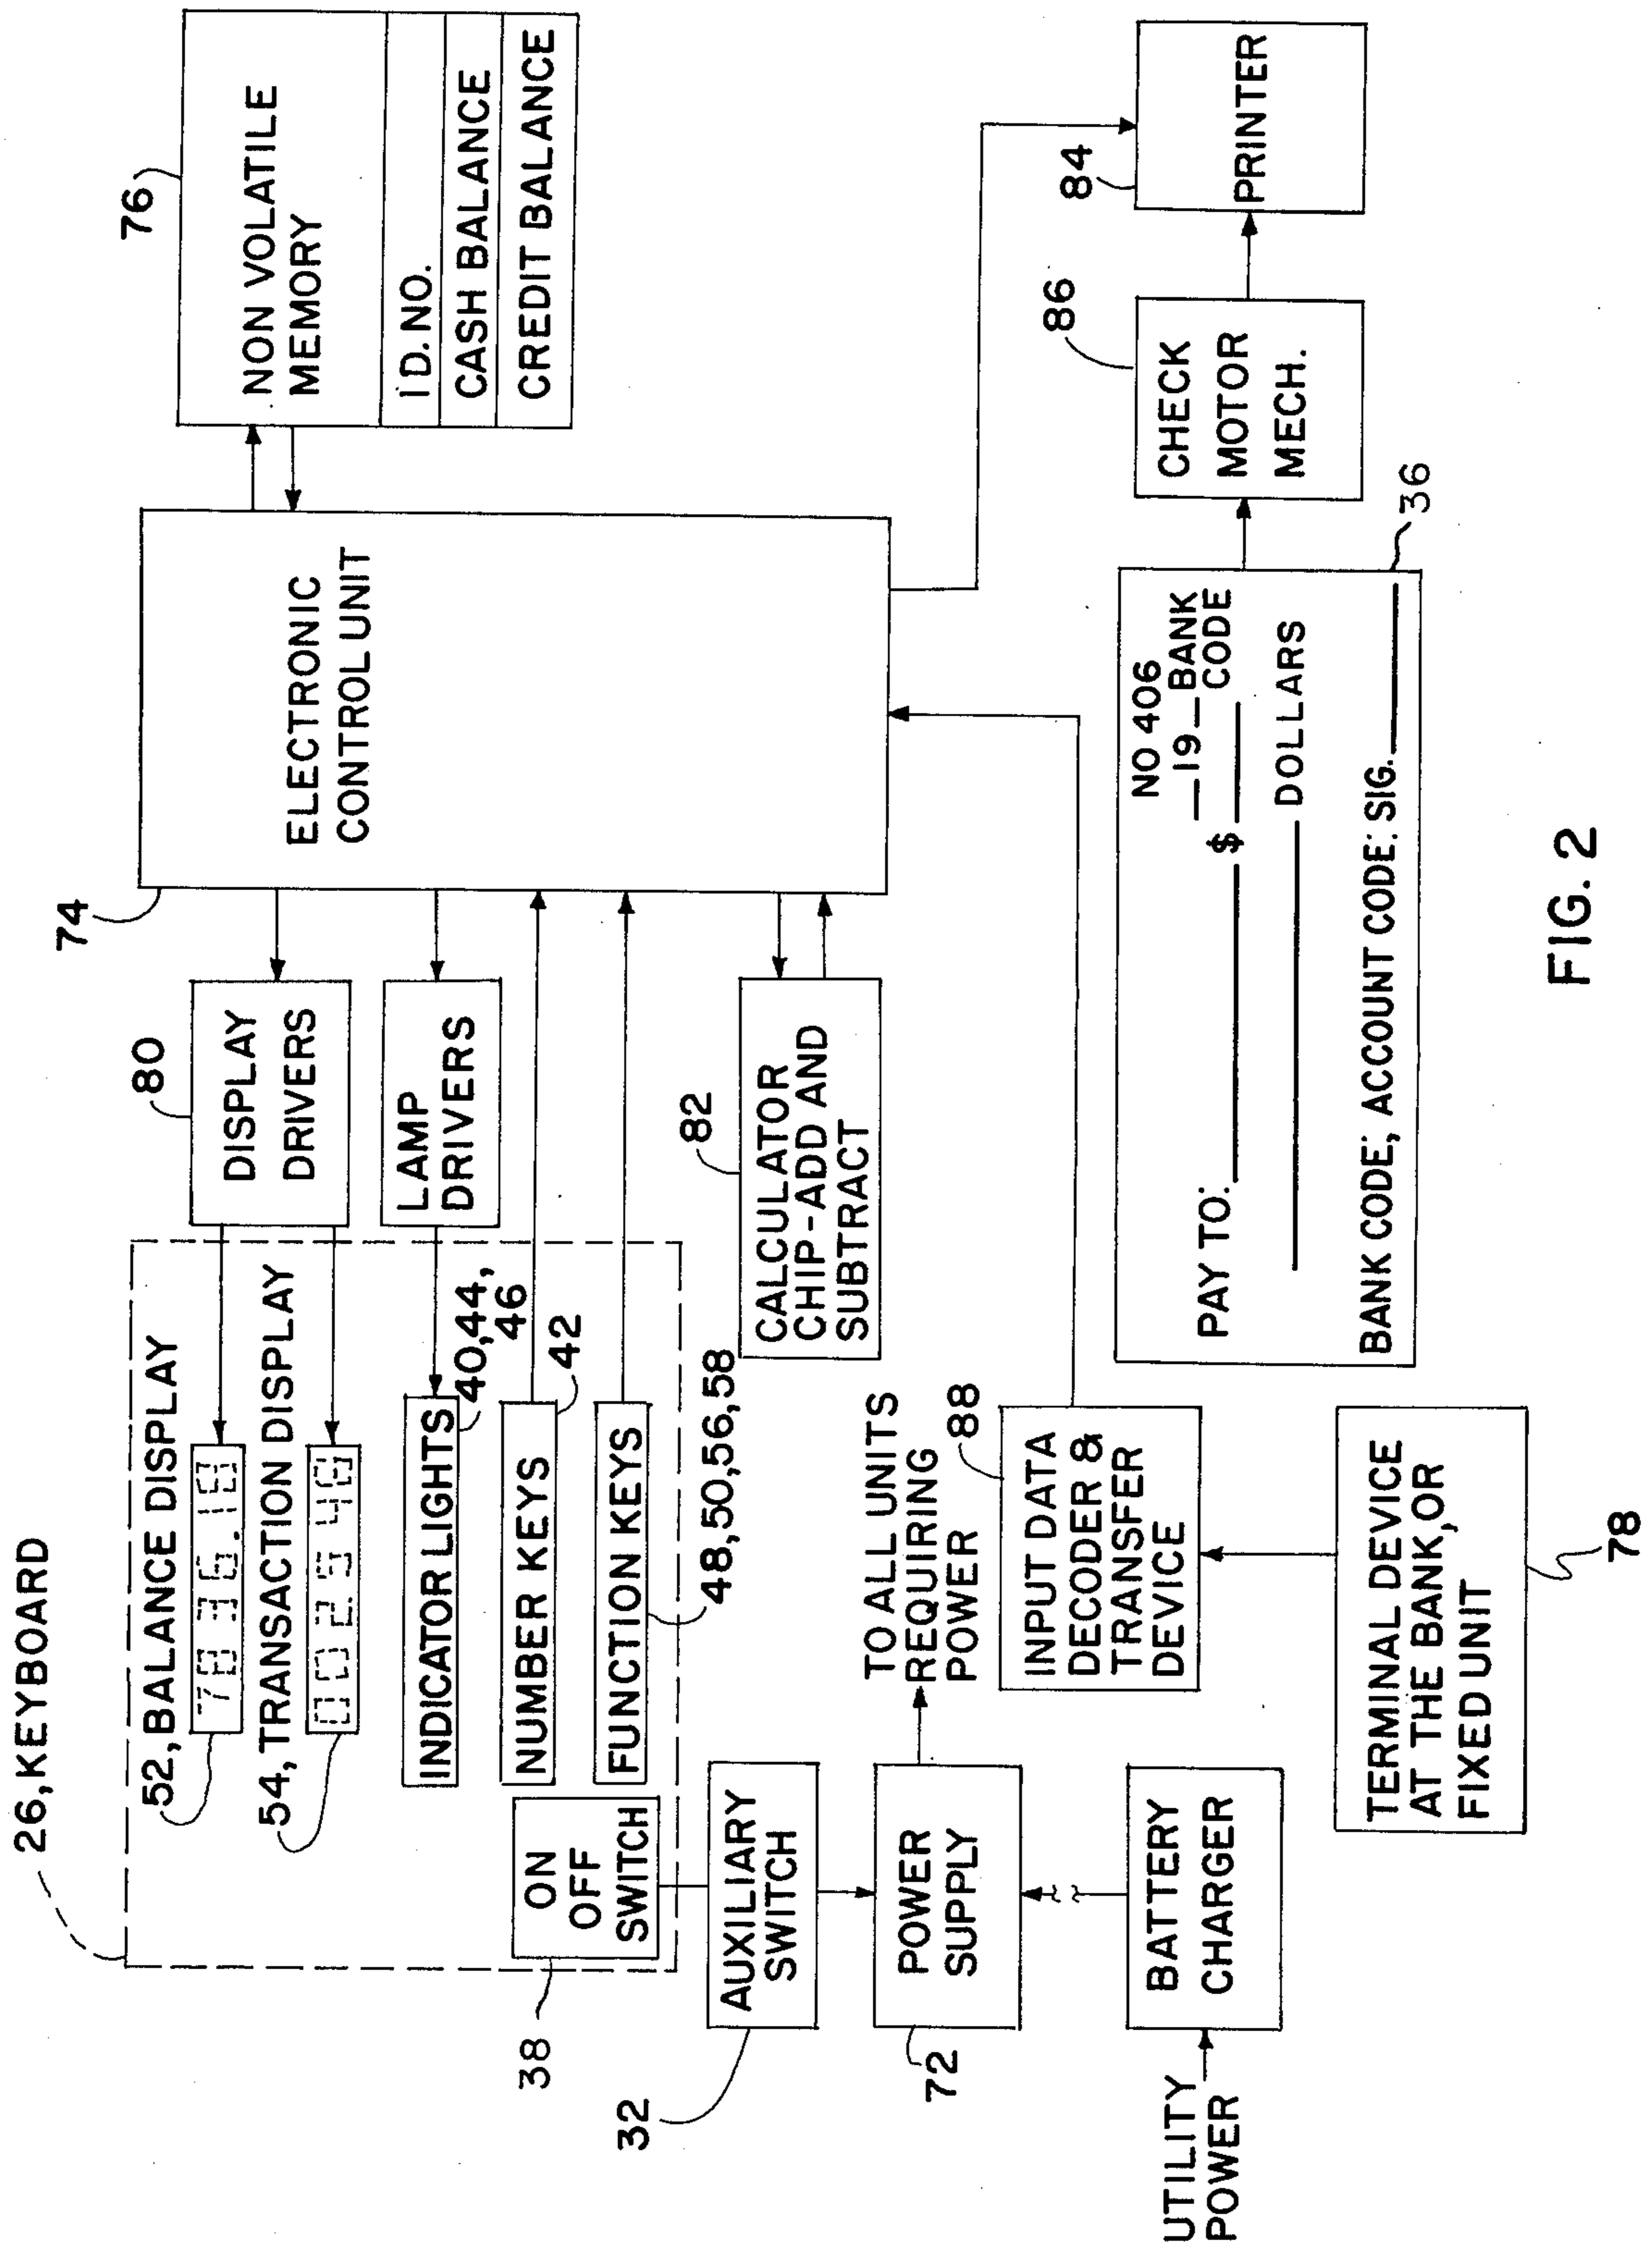 26, KEYBOARD
52, BALANCE DISPLAY
54, TRANSACTION DISPLAY
INDICATOR LIGHTS
40, 44,
46
NUMBER KEYS
42
FUNCTION KEYS
48, 50, 56, 58
ON
OFF
SWITCH
38
AUXILIARY
SWITCH
32
POWER
SUPPLY
72
TO ALL UNITS
REQUIRING
POWER
BATTERY
CHARGER
UTILITY
POWER
80
DISPLAY
DRIVERS
LAMP
DRIVERS
82
CALCULATOR
CHIP-ADD AND
SUBTRACT
88
INPUT DATA
DECODER &
TRANSFER
DEVICE
TERMINAL DEVICE
AT THE BANK, OR
FIXED UNIT
78
74
ELECTRONIC
CONTROL UNIT
76
NON VOLATILE
MEMORY
ID. NO.
CASH BALANCE
CREDIT BALANCE
NO 406
—19— BANK
CODE
PAY TO: $
DOLLARS
BANK CODE; ACCOUNT CODE: SIG.
36
86
CHECK
MOTOR
MECH.
84
PRINTER
FIG. 2